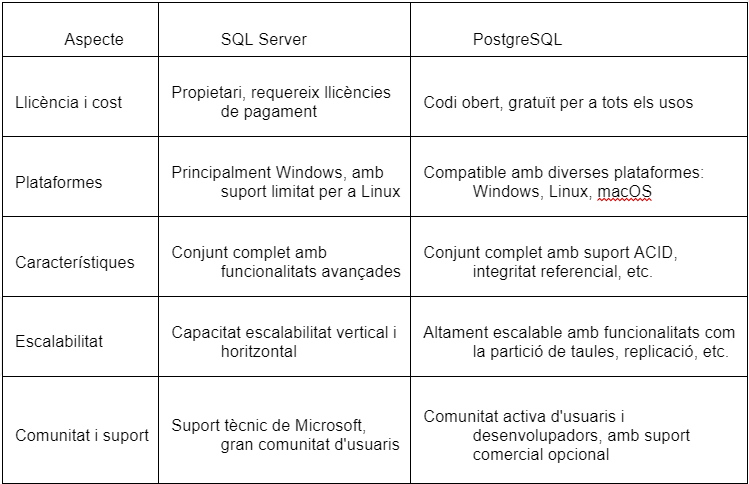 Aspecte
SQL Server
PostgreSQL
Llicència i cost
Propietari, requereix llicències
de pagament
Codi obert, gratuït per a tots els usos
Plataformes
Principalment Windows, amb
suport limitat per a Linux
Compatible amb diverses plataformes:
Windows, Linux, macOS
Característiques
Conjunt complet amb
funcionalitats avançades
Conjunt complet amb suport ACID,
integritat referencial, etc.
Escalabilitat
Capacitat escalabilitat vertical i
horitzontal
Altament escalable amb funcionalitats com
la partició de taules, replicació, etc.
Comunitat i suport
Suport tècnic de Microsoft,
gran comunitat d'usuaris
Comunitat activa d'usuaris i
desenvolupadors, amb suport
comercial opcional